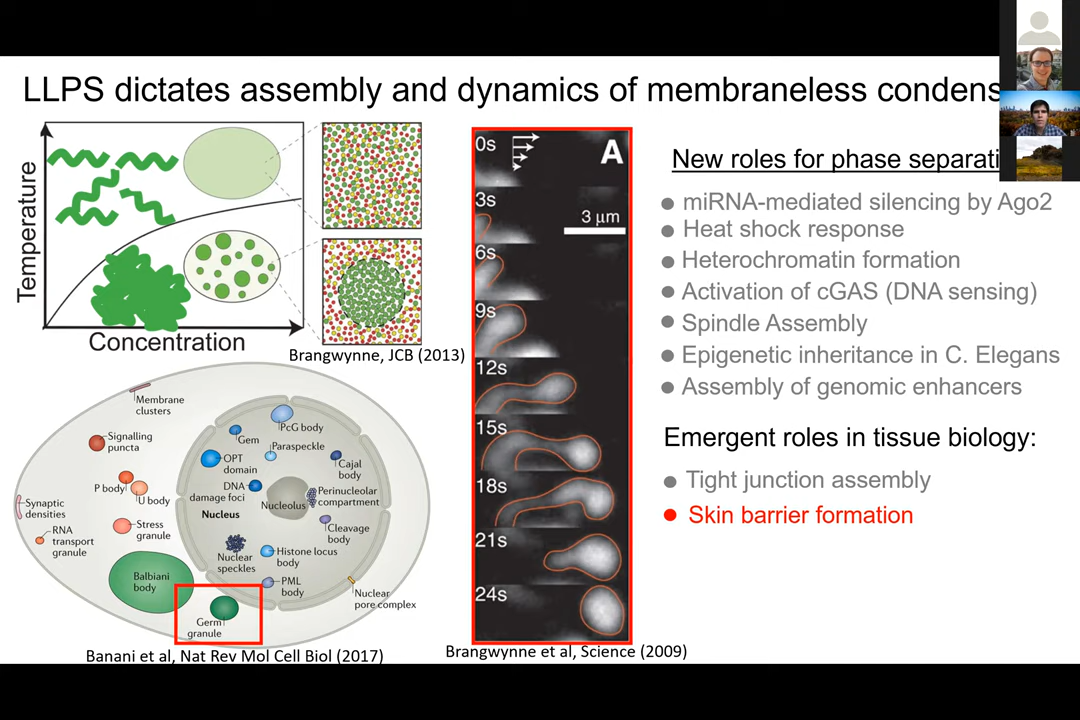 LLPS dictates assembly and dynamics of membraneless condens
Temperature
Concentration
Brangwynne, JCB (2013)
Membrane
clusters
Signalling
puncta
P body
U body
Synaptic
densities
RNA
transport
granule
Stress
granule
Balbiani
body
Germ
granule
PcG body
Gem
Paraspeckle
OPT
domain
Cajal
body
DNA
damage foci
Nucleus
Nucleolus
Perinucleolar
compartment
Cleavage
body
Nuclear
speckles
Histone locus
body
PML
body
Nuclear
pore complex
Banani et al, Nat Rev Mol Cell Biol (2017)
0s
A
3s
3 μm
6s
9s
12s
15s
18s
21s
24s
Brangwynne et al, Science (2009)
New roles for phase separati
miRNA-mediated silencing by Ago2
Heat shock response
Heterochromatin formation
Activation of cGAS (DNA sensing)
Spindle Assembly
Epigenetic inheritance in C. Elegans
Assembly of genomic enhancers
Emergent roles in tissue biology:
Tight junction assembly
Skin barrier formation